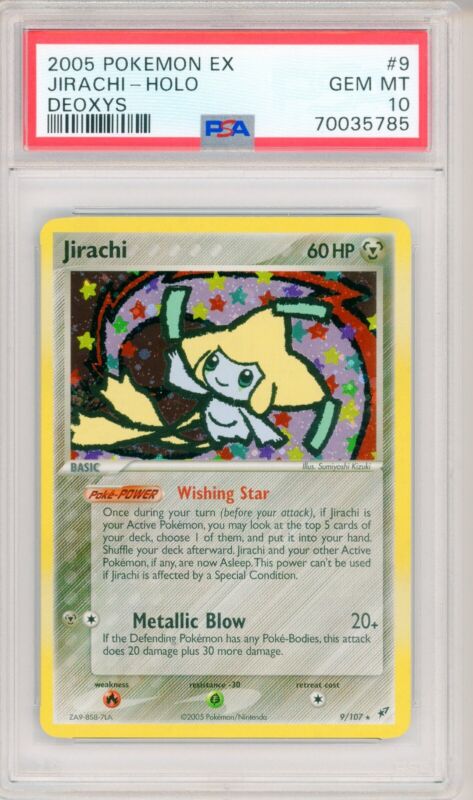 2005 POKEMON EX #9
JIRACHI - HOLO GEM MT
DEOXYS 10
PSA 70035785
Jirachi 60 HP
BASIC Illus. Sumiyoshi Kizuki
Poké-POWER Wishing Star
Once during your turn (before your attack), if Jirachi is
your Active Pokémon, you may look at the top 5 cards of
your deck, choose 1 of them, and put it into your hand.
Shuffle your deck afterward. Jirachi and your other Active
Pokémon, if any, are now Asleep. This power can't be used
if Jirachi is affected by a Special Condition.
Metallic Blow 20+
If the Defending Pokémon has any Poké-Bodies, this attack
does 20 damage plus 30 more damage.
weakness resistance -30 retreat cost
ZA9-858-7LA ©2005 Pokémon/Nintendo 9/107 ★